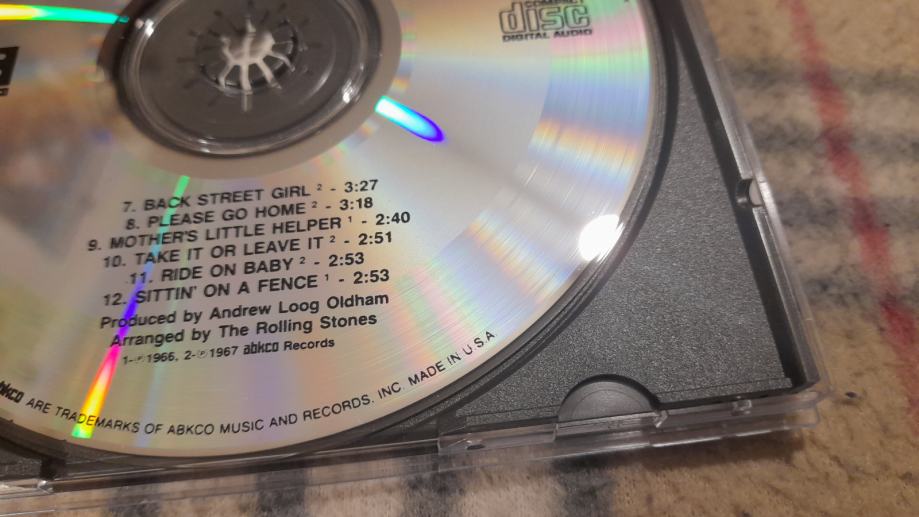 COMPACT
disc
DIGITAL AUDIO
7. BACK STREET GIRL ² - 3:27
8. PLEASE GO HOME ² - 3:18
9. MOTHER'S LITTLE HELPER ¹ - 2:40
10. TAKE IT OR LEAVE IT ² - 2:51
11. RIDE ON BABY ² - 2:53
12. SITTIN' ON A FENCE ¹ - 2:53
Produced by Andrew Loog Oldham
Arranged by The Rolling Stones
1-℗1966, 2-℗1967 abkco Records
abkco ARE TRADEMARKS OF ABKCO MUSIC AND RECORDS, INC. MADE IN U.S.A